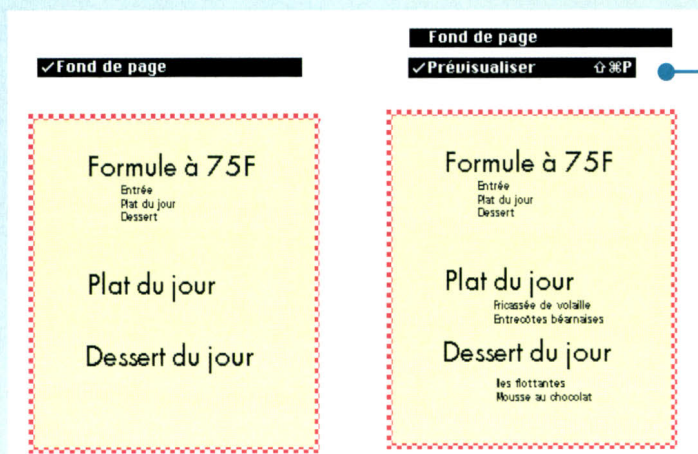 ✓Fond de page
Formule à 75F
Entrée
Plat du jour
Dessert
Plat du jour
Dessert du jour
Fond de page
✓Prévisualiser ⇧⌘P
Formule à 75F
Entrée
Plat du jour
Dessert
Plat du jour
Fricassée de volaille
Entrecôtes béarnaises
Dessert du jour
Iles flottantes
Mousse au chocolat